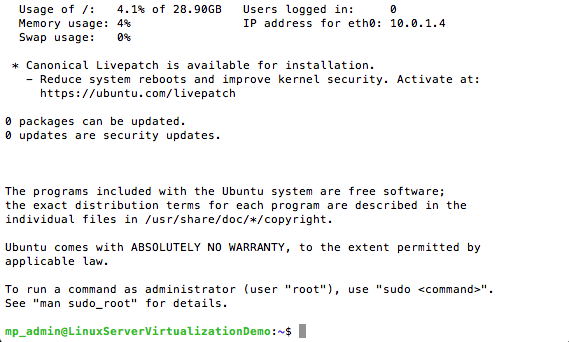 Usage of /:   4.1% of 28.90GB   Users logged in:     0
Memory usage: 4%                IP address for eth0: 10.0.1.4
Swap usage:   0%
* Canonical Livepatch is available for installation.
- Reduce system reboots and improve kernel security. Activate at:
https://ubuntu.com/livepatch
0 packages can be updated.
0 updates are security updates.
The programs included with the Ubuntu system are free software;
the exact distribution terms for each program are described in the
individual files in /usr/share/doc/*/copyright.
Ubuntu comes with ABSOLUTELY NO WARRANTY, to the extent permitted by
applicable law.
To run a command as administrator (user "root"), use "sudo <command>".
See "man sudo_root" for details.
mp_admin@LinuxServerVirtualizationDemo:~$